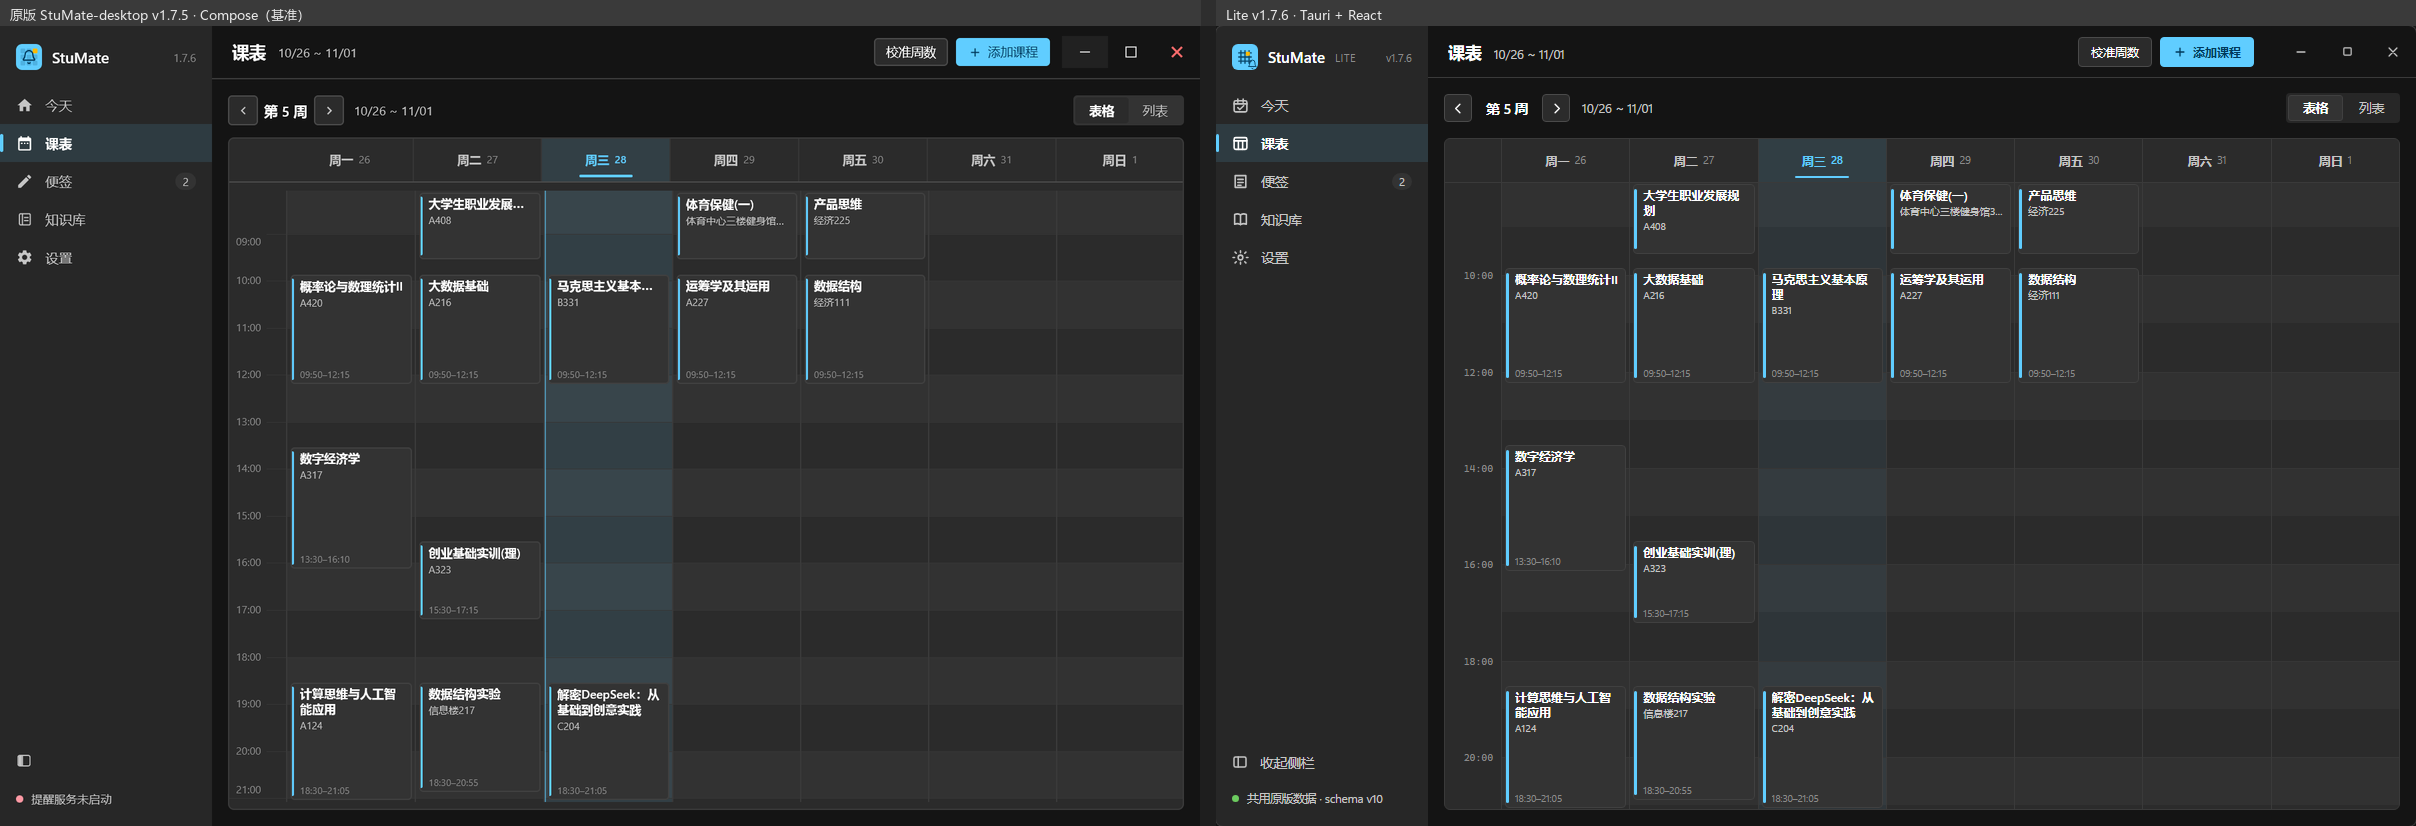 原版 StuMate-desktop v1.7.5 · Compose（基准）
StuMate 1.7.6
今天
课表
便签 2
知识库
设置
提醒服务未启动
课表 10/26 ~ 11/01
校准周数
+ 添加课程
第 5 周 10/26 ~ 11/01
表格 列表
周一 26 周二 27 周三 28 周四 29 周五 30 周六 31 周日 1
09:00
10:00
11:00
12:00
13:00
14:00
15:00
16:00
17:00
18:00
19:00
20:00
21:00
概率论与数理统计II
A420
09:50–12:15
数字经济学
A317
13:30–16:10
计算思维与人工智
能应用
A124
18:30–21:05
大学生职业发展...
A408
大数据基础
A216
09:50–12:15
创业基础实训(理)
A323
15:30–17:15
数据结构实验
信息楼217
18:30–20:55
马克思主义基本...
B331
09:50–12:15
解密DeepSeek：从
基础到创意实践
C204
18:30–21:05
体育保健(一)
体育中心三楼健身馆...
运筹学及其运用
A227
09:50–12:15
产品思维
经济225
数据结构
经济111
09:50–12:15
Lite v1.7.6 · Tauri + React
StuMate LITE v1.7.6
今天
课表
便签 2
知识库
设置
收起侧栏
共用原版数据 · schema v10
课表 10/26 ~ 11/01
校准周数
+ 添加课程
第 5 周 10/26 ~ 11/01
表格 列表
周一 26 周二 27 周三 28 周四 29 周五 30 周六 31 周日 1
10:00
12:00
14:00
16:00
18:00
20:00
概率论与数理统计II
A420
09:50–12:15
数字经济学
A317
13:30–16:10
计算思维与人工智
能应用
A124
18:30–21:05
大学生职业发展规
划
A408
大数据基础
A216
09:50–12:15
创业基础实训(理)
A323
15:30–17:15
数据结构实验
信息楼217
18:30–20:55
马克思主义基本原
理
B331
09:50–12:15
解密DeepSeek：从
基础到创意实践
C204
18:30–21:05
体育保健(一)
体育中心三楼健身馆3...
运筹学及其运用
A227
09:50–12:15
产品思维
经济225
数据结构
经济111
09:50–12:15